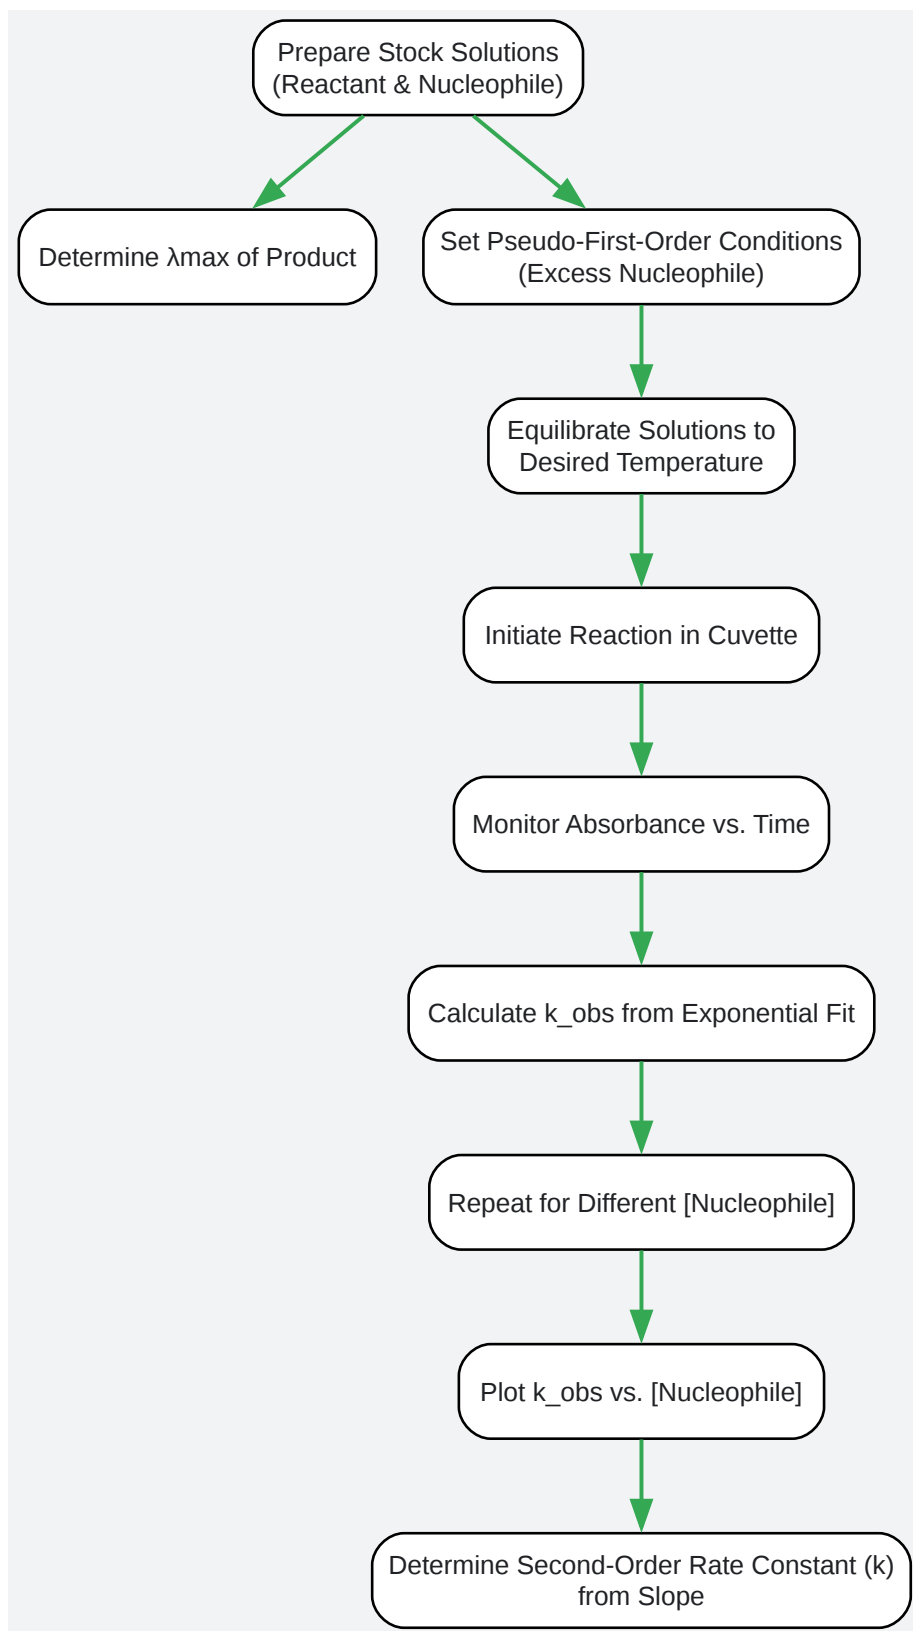 Prepare Stock Solutions
(Reactant & Nucleophile)
Determine λmax of Product
Set Pseudo-First-Order Conditions
(Excess Nucleophile)
Equilibrate Solutions to
Desired Temperature
Initiate Reaction in Cuvette
Monitor Absorbance vs. Time
Calculate k_obs from Exponential Fit
Repeat for Different [Nucleophile]
Plot k_obs vs. [Nucleophile]
Determine Second-Order Rate Constant (k)
from Slope